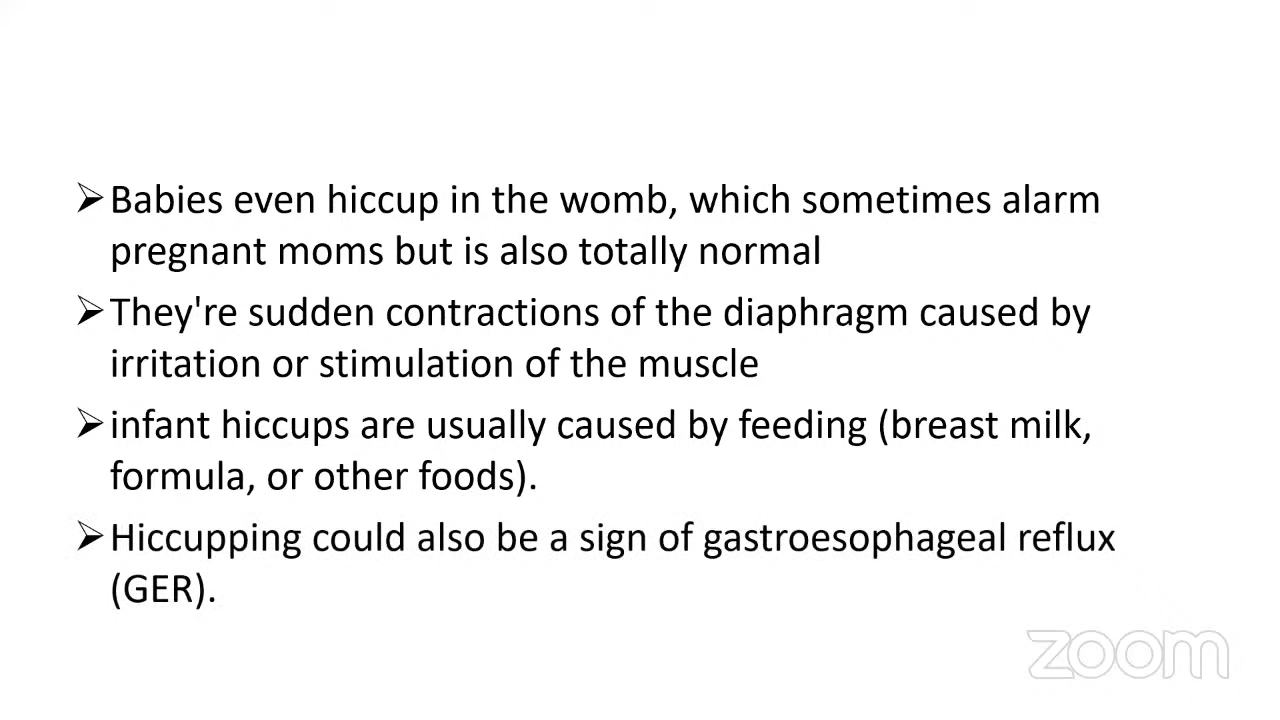 ➢Babies even hiccup in the womb, which sometimes alarm
pregnant moms but is also totally normal
➢They're sudden contractions of the diaphragm caused by
irritation or stimulation of the muscle
➢infant hiccups are usually caused by feeding (breast milk,
formula, or other foods).
➢Hiccupping could also be a sign of gastroesophageal reflux
(GER).
zoom